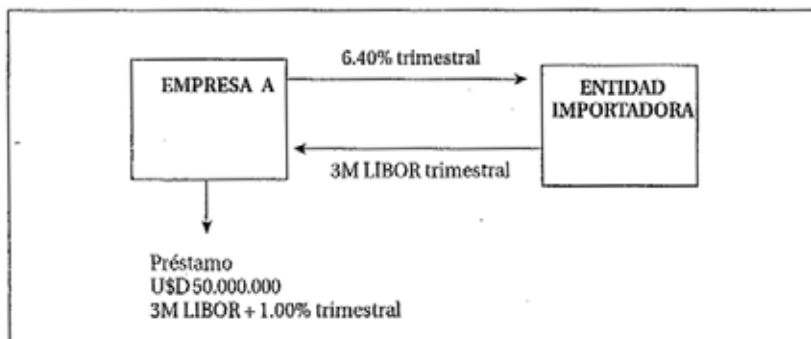 6.40% trimestral
EMPRESA A
ENTIDAD
IMPORTADORA
3M LIBOR trimestral
Préstamo
U$D 50.000.000
3M LIBOR + 1.00% trimestral